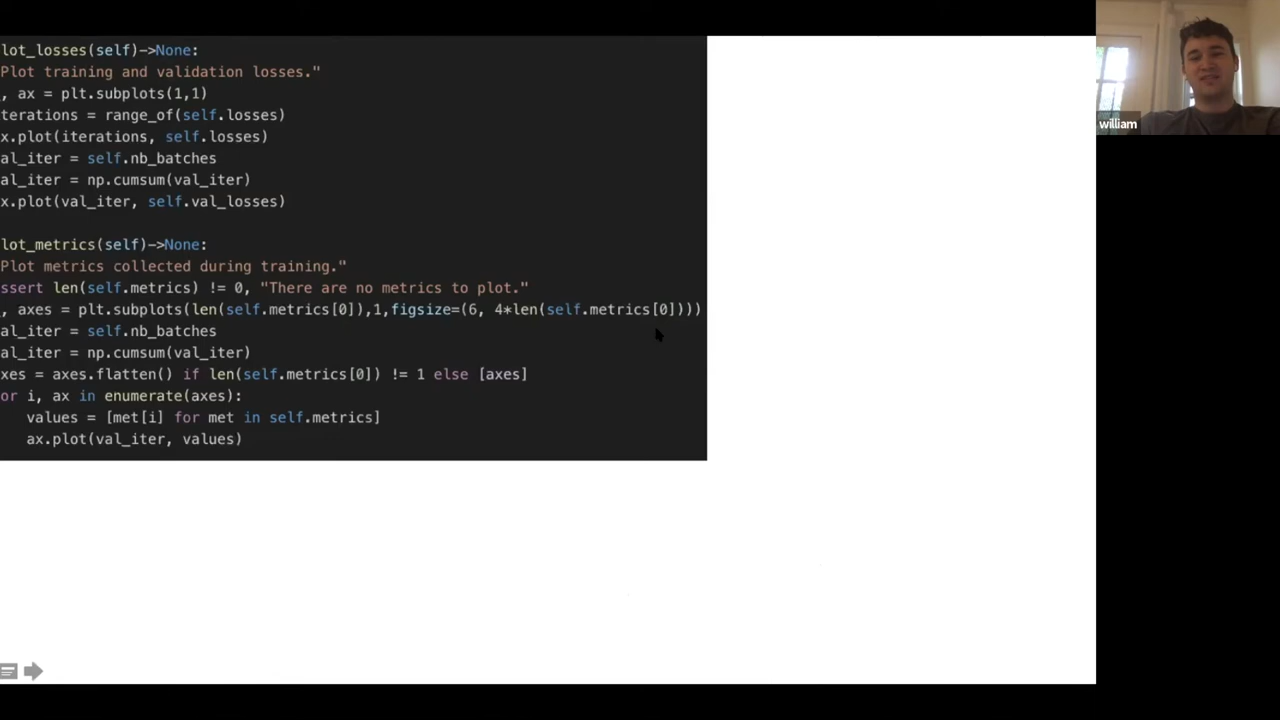 lot_losses(self)->None:
Plot training and validation losses."
, ax = plt.subplots(1,1)
terations = range_of(self.losses)
x.plot(iterations, self.losses)
al_iter = self.nb_batches
al_iter = np.cumsum(val_iter)
x.plot(val_iter, self.val_losses)
lot_metrics(self)->None:
Plot metrics collected during training."
ssert len(self.metrics) != 0, "There are no metrics to plot."
, axes = plt.subplots(len(self.metrics[0]),1,figsize=(6, 4*len(self.metrics[0])))
al_iter = self.nb_batches
al_iter = np.cumsum(val_iter)
xes = axes.flatten() if len(self.metrics[0]) != 1 else [axes]
or i, ax in enumerate(axes):
values = [met[i] for met in self.metrics]
ax.plot(val_iter, values)
william